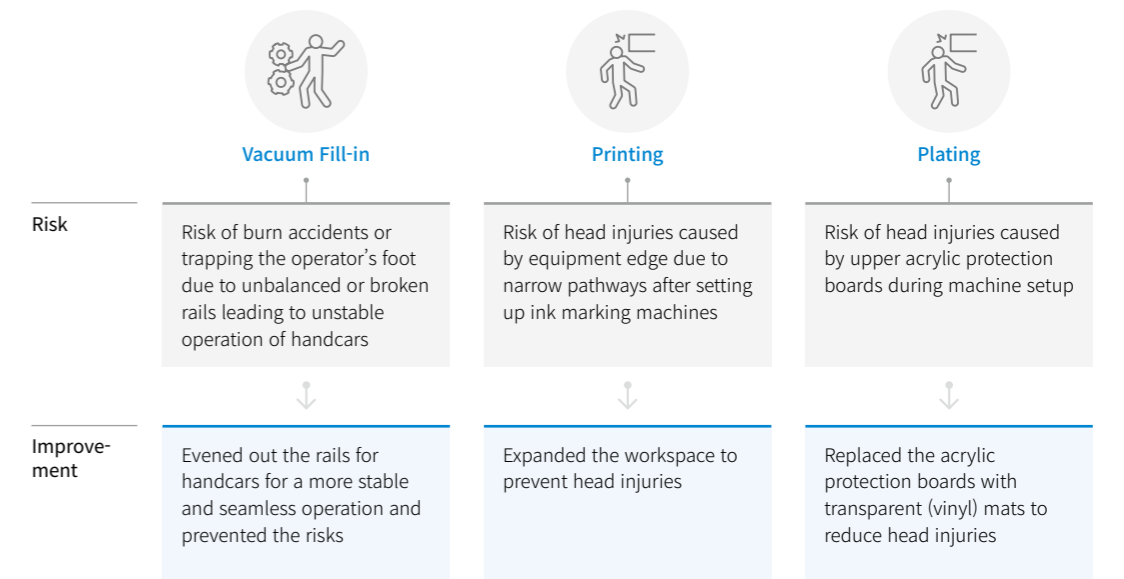 Vacuum Fill-in
Printing
Plating
Risk
Risk of burn accidents or
trapping the operator’s foot
due to unbalanced or broken
rails leading to unstable
operation of handcars
Risk of head injuries caused
by equipment edge due to
narrow pathways after setting
up ink marking machines
Risk of head injuries caused
by upper acrylic protection
boards during machine setup
Improve-
ment
Evened out the rails for
handcars for a more stable
and seamless operation and
prevented the risks
Expanded the workspace to
prevent head injuries
Replaced the acrylic
protection boards with
transparent (vinyl) mats to
reduce head injuries